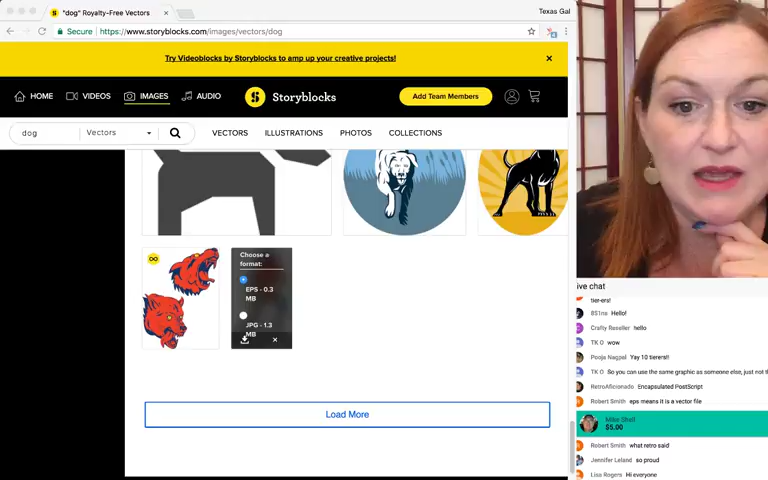 "dog" Royalty-Free Vectors
Texas Gal
Secure
https://www.storyblocks.com/images/vectors/dog
Try Videoblocks by Storyblocks to amp up your creative projects!
HOME
VIDEOS
IMAGES
AUDIO
Storyblocks
Add Team Members
dog
Vectors
VECTORS
ILLUSTRATIONS
PHOTOS
COLLECTIONS
Choose a
format:
EPS - 0.3
MB
JPG - 1.3
MB
Load More
ive chat
tier-ers!
851ns Hello!
Crafty Reseller hello
TK O wow
Pooja Nagpal Yay 10 tierers!!
TK O So you can use the same graphic as someone else, just not th
RetroAficionado Encapsulated PostScript
Robert Smith eps means it is a vector file
Mike Shell
$5.00
Robert Smith what retro said
Jennifer Leland so proud
Lisa Rogers Hi everyone